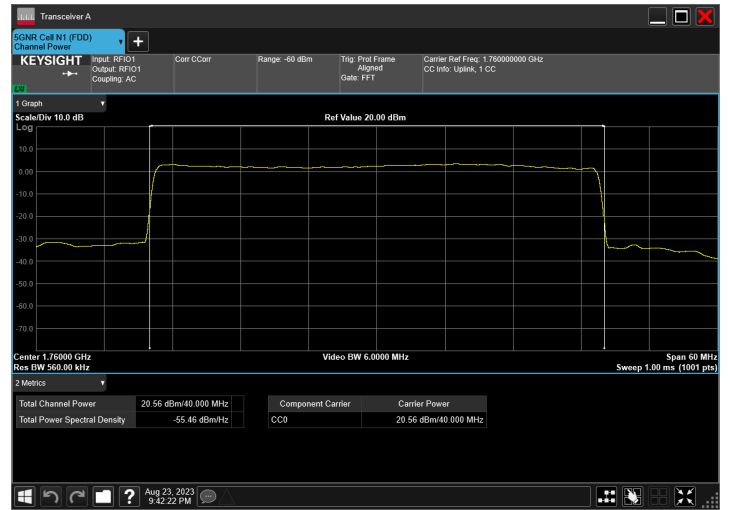 Transceiver A
5GNR Cell N1 (FDD)
Channel Power
+
KEYSIGHT
LXI
Input: RFIO1
Output: RFIO1
Coupling: AC
Corr CCorr
Range: -60 dBm
Trig: Prot Frame
Aligned
Gate: FFT
Carrier Ref Freq: 1.760000000 GHz
CC Info: Uplink, 1 CC
1 Graph
Scale/Div 10.0 dB
Ref Value 20.00 dBm
Log
10.0
0.00
-10.0
-20.0
-30.0
-40.0
-50.0
-60.0
-70.0
Center 1.76000 GHz
Video BW 6.0000 MHz
Span 60 MHz
Res BW 560.00 kHz
Sweep 1.00 ms (1001 pts)
2 Metrics
Total Channel Power 20.56 dBm/40.000 MHz
Total Power Spectral Density -55.46 dBm/Hz
Component Carrier Carrier Power
CC0 20.56 dBm/40.000 MHz
?
Aug 23, 2023
9:42:22 PM